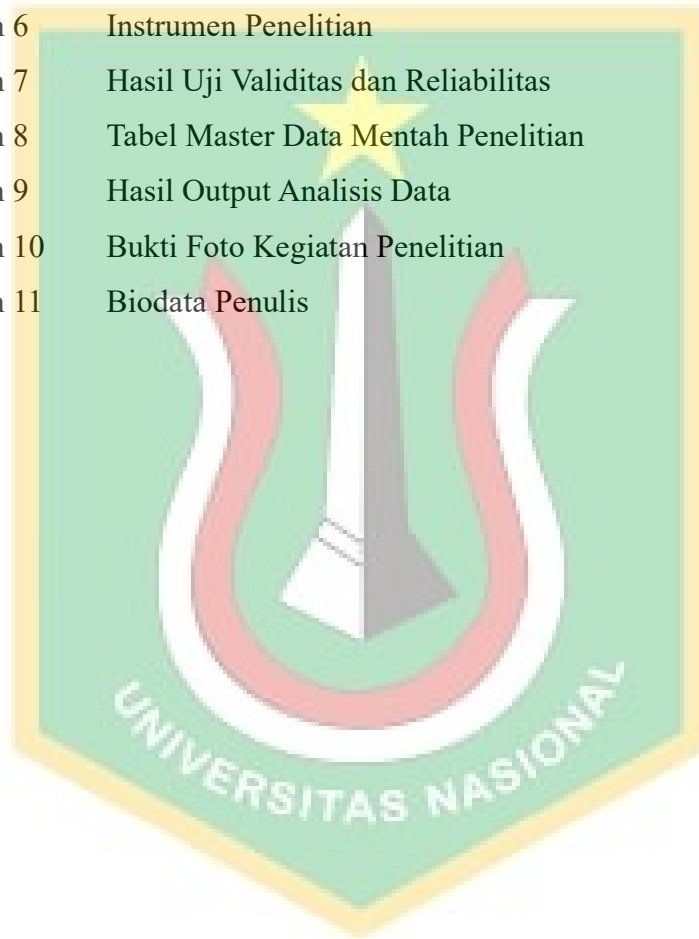 n 6 Instrumen Penelitian
n 7 Hasil Uji Validitas dan Reliabilitas
n 8 Tabel Master Data Mentah Penelitian
n 9 Hasil Output Analisis Data
n 10 Bukti Foto Kegiatan Penelitian
n 11 Biodata Penulis
UNIVERSITAS NASIONAL